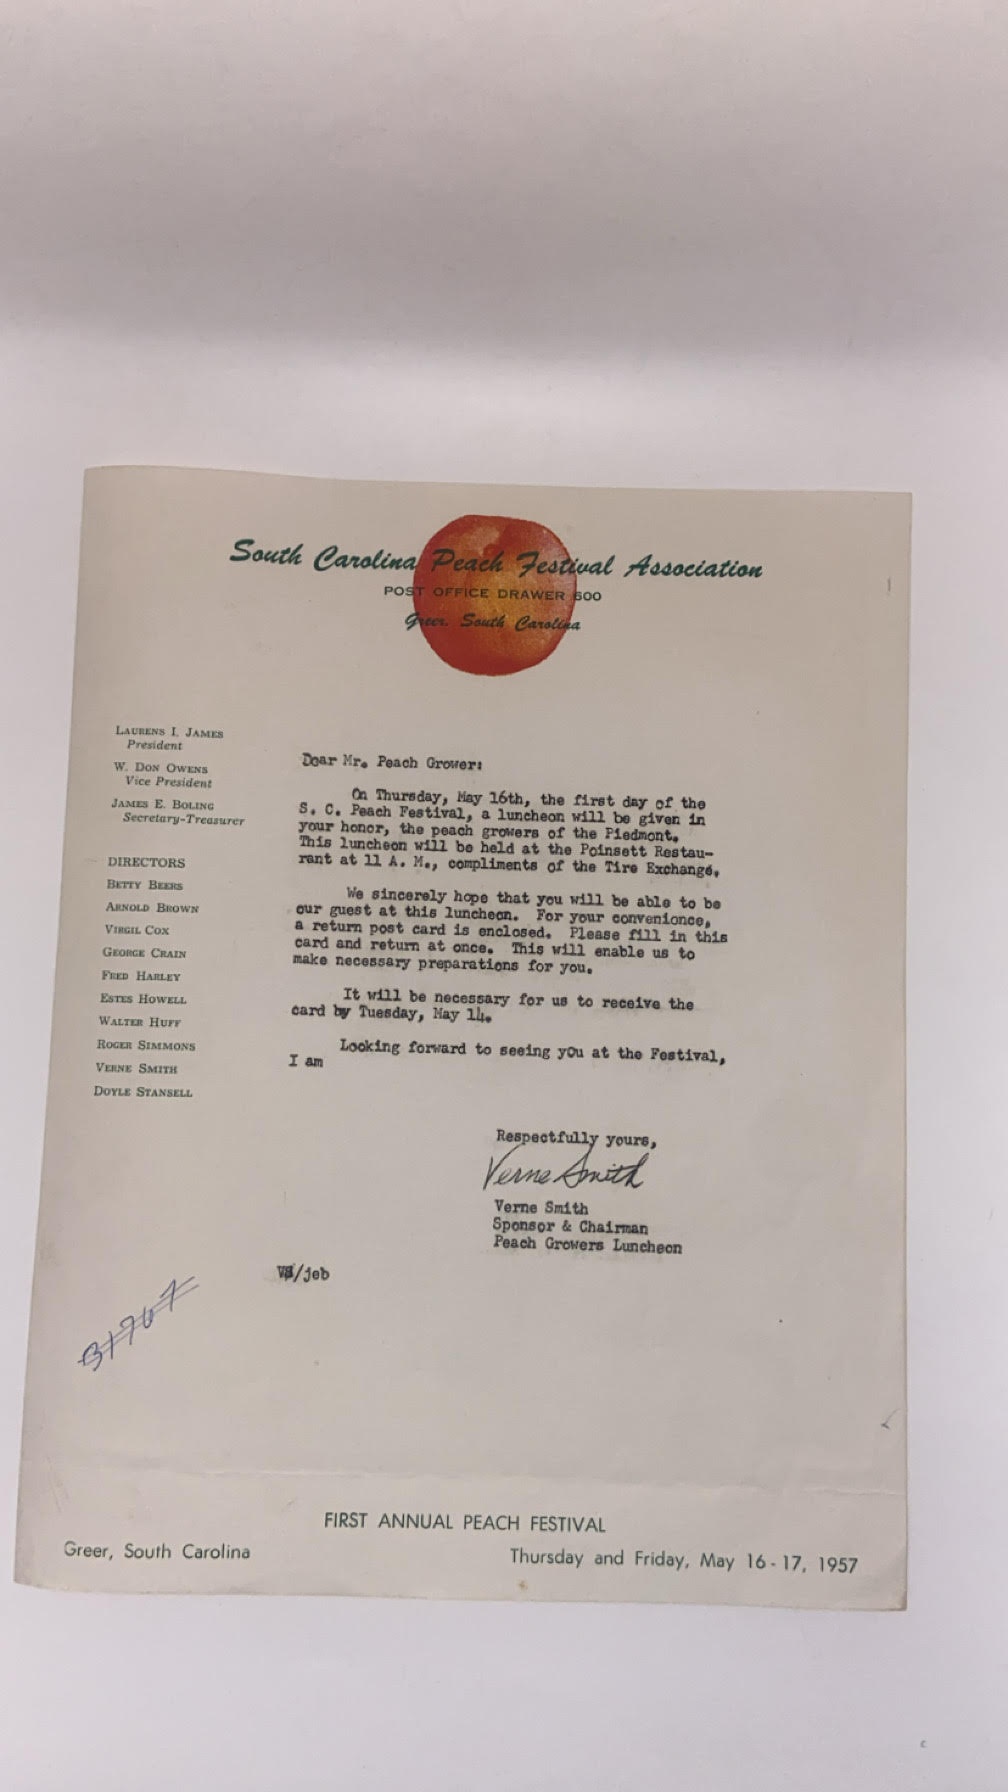 South Carolina Peach Festival Association
POST OFFICE DRAWER 500
Greer, South Carolina
LAURENS I. JAMES
President
W. DON OWENS
Vice President
JAMES E. BOLING
Secretary-Treasurer
DIRECTORS
BETTY BEERS
ARNOLD BROWN
VIRGIL COX
GEORGE CRAIN
FRED HARLEY
ESTES HOWELL
WALTER HUFF
ROGER SIMMONS
VERNE SMITH
DOYLE STANSELL
Dear Mr. Peach Grower:
On Thursday, May 16th, the first day of the
S. C. Peach Festival, a luncheon will be given in
your honor, the peach growers of the Piedmont.
This luncheon will be held at the Poinsett Restau-
rant at 11 A. M., compliments of the Tire Exchange.
We sincerely hope that you will be able to be
our guest at this luncheon. For your convenionce,
a return post card is enclosed. Please fill in this
card and return at once. This will enable us to
make necessary preparations for you.
It will be necessary for us to receive the
card by Tuesday, May 14.
Looking forward to seeing you at the Festival,
I am
Respectfully yours,
Verne Smith
Verne Smith
Sponsor & Chairman
Peach Growers Luncheon
VS/jeb
FIRST ANNUAL PEACH FESTIVAL
Greer, South Carolina
Thursday and Friday, May 16-17, 1957